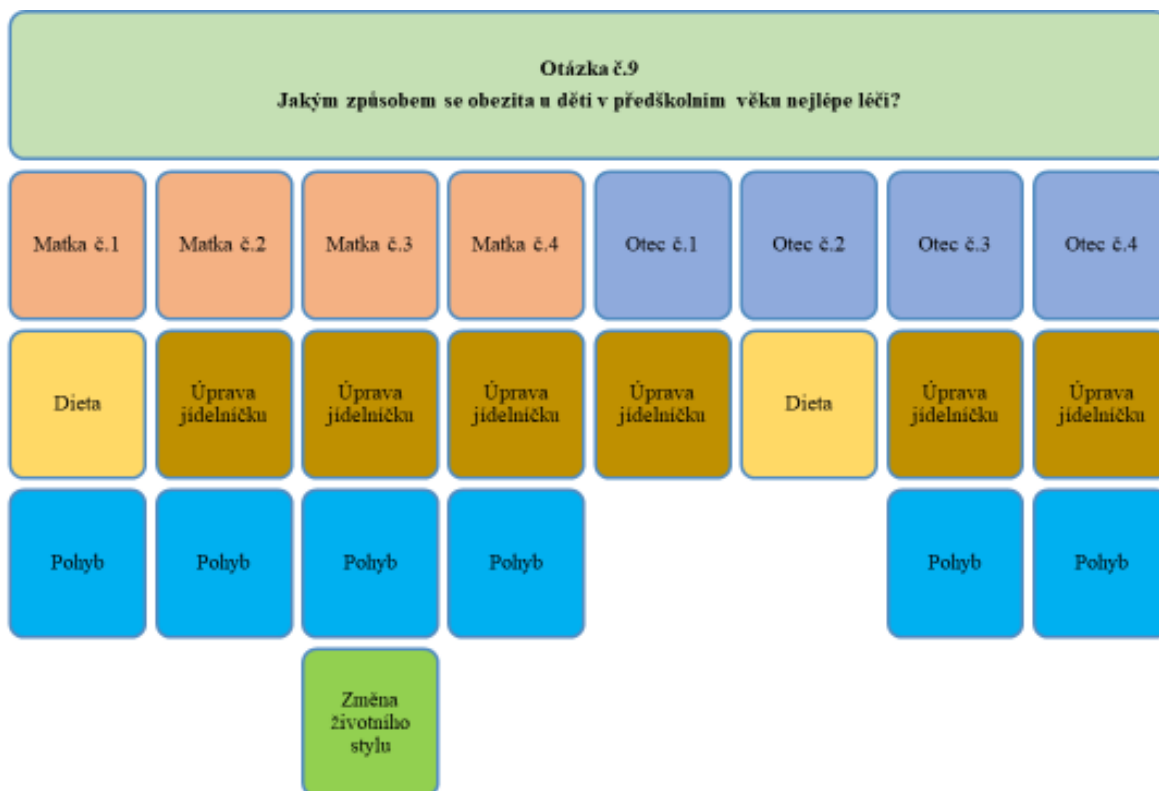 Otázka č.9
Jakým způsobem se obezita u dětí v předškolním věku nejlépe léčí?
Matka č.1
Matka č.2
Matka č.3
Matka č.4
Otec č.1
Otec č.2
Otec č.3
Otec č.4
Dieta
Úprava
jídelníčku
Úprava
jídelníčku
Úprava
jídelníčku
Úprava
jídelníčku
Dieta
Úprava
jídelníčku
Úprava
jídelníčku
Pohyb
Pohyb
Pohyb
Pohyb
Pohyb
Pohyb
Změna
životního
stylu